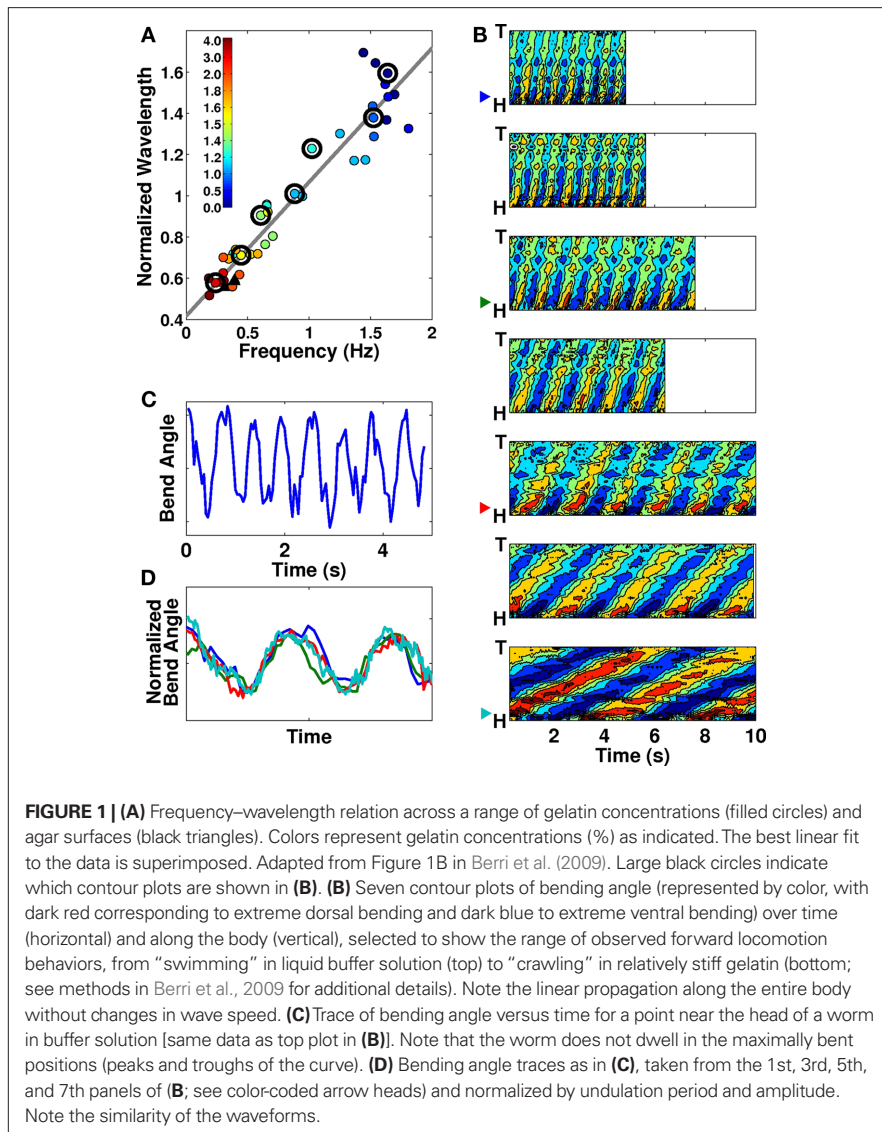 A
Normalized Wavelength
1.6
1.4
1.2
1
0.8
0.6
0.4
4.0
3.0
2.4
2.0
1.8
1.4
1.2
1.0
0.5
0.0
0 0.5 1 1.5 2
Frequency (Hz)
B
T
H
T
H
T
H
T
H
T
H
T
H
T
H
2 4 6 8 10
Time (s)
C
Bend Angle
0 2 4
Time (s)
D
Normalized
Bend Angle
Time
FIGURE 1 | (A) Frequency–wavelength relation across a range of gelatin concentrations (filled circles) and
agar surfaces (black triangles). Colors represent gelatin concentrations (%) as indicated. The best linear fit
to the data is superimposed. Adapted from Figure 1B in Berri et al. (2009). Large black circles indicate
which contour plots are shown in (B). (B) Seven contour plots of bending angle (represented by color, with
dark red corresponding to extreme dorsal bending and dark blue to extreme ventral bending) over time
(horizontal) and along the body (vertical), selected to show the range of observed forward locomotion
behaviors, from “swimming” in liquid buffer solution (top) to “crawling” in relatively stiff gelatin (bottom;
see methods in Berri et al., 2009 for additional details). Note the linear propagation along the entire body
without changes in wave speed. (C) Trace of bending angle versus time for a point near the head of a worm
in buffer solution [same data as top plot in (B)]. Note that the worm does not dwell in the maximally bent
positions (peaks and troughs of the curve). (D) Bending angle traces as in (C), taken from the 1st, 3rd, 5th,
and 7th panels of (B; see color-coded arrow heads) and normalized by undulation period and amplitude.
Note the similarity of the waveforms.